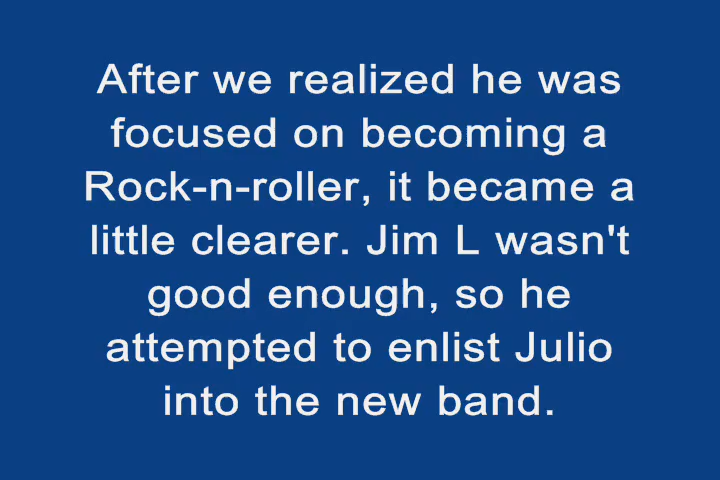 After we realized he was
focused on becoming a
Rock-n-roller, it became a
little clearer. Jim L wasn't
good enough, so he
attempted to enlist Julio
into the new band.